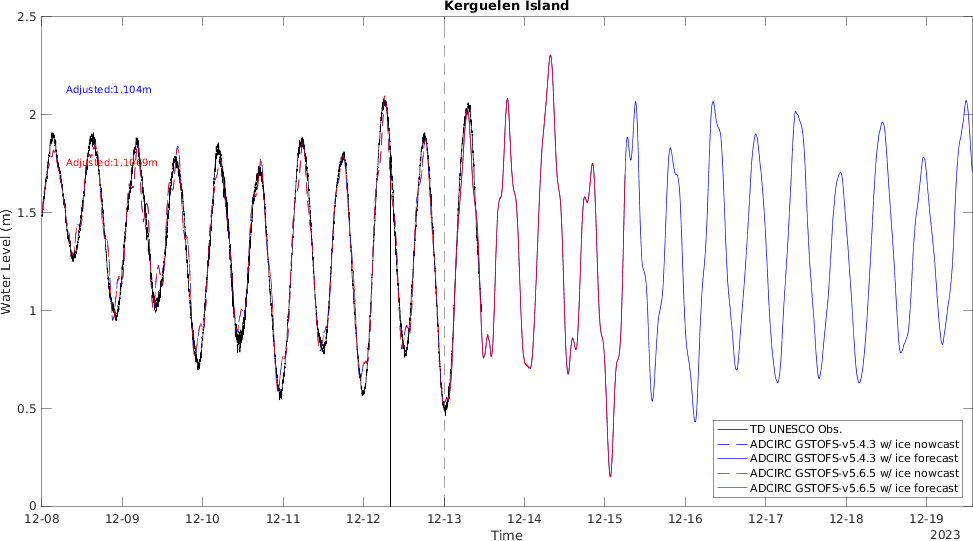 Kerguelen Island
2.5
2
1.5
1
0.5
0
Water Level (m)
Adjusted:1.104m
Adjusted:1.1069m
TD UNESCO Obs.
ADCIRC GSTOFS-v5.4.3 w/ ice nowcast
ADCIRC GSTOFS-v5.4.3 w/ ice forecast
ADCIRC GSTOFS-v5.6.5 w/ ice nowcast
ADCIRC GSTOFS-v5.6.5 w/ ice forecast
12-08 12-09 12-10 12-11 12-12 12-13 12-14 12-15 12-16 12-17 12-18 12-19
Time
2023